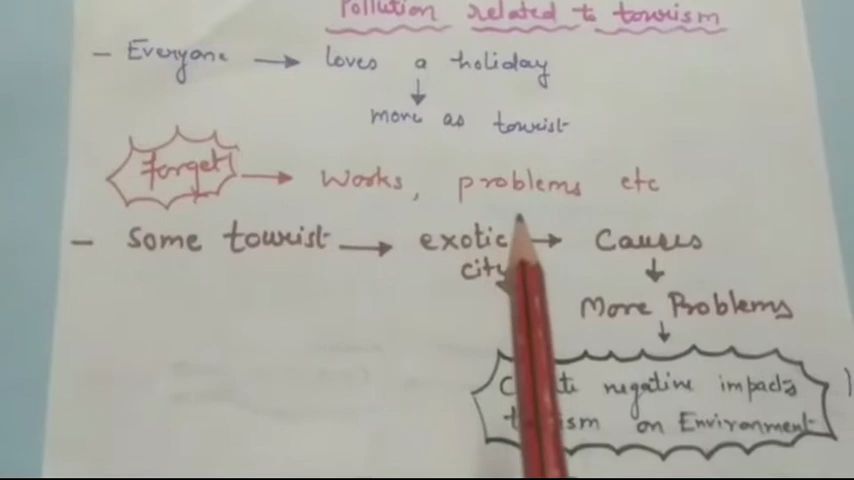 Pollution related to tourism
- Everyone → loves a holiday
↓
more as tourist
Forget → works, problems etc
- Some tourist → exotic → Causes
city ↓
More Problems
↓
negative impacts
on Environment